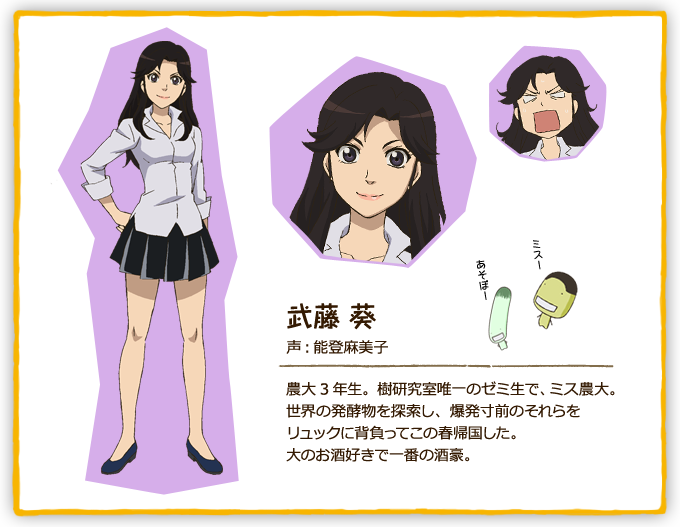 ミスー
あそぼー
武藤 葵
声：能登麻美子
農大3年生。樹研究室唯一のゼミ生で、ミス農大。
世界の発酵物を探索し、爆発寸前のそれらを
リュックに背負ってこの春帰国した。
大のお酒好きで一番の酒豪。